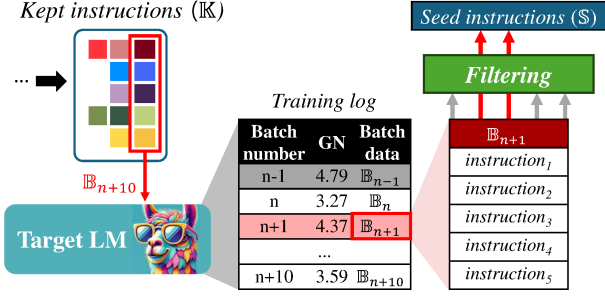 Kept instructions (𝕂)
...
𝔹n+10
Target LM
Training log
Batch number GN Batch data
n-1 4.79 𝔹n−1
n 3.27 𝔹n
n+1 4.37 𝔹n+1
...
n+10 3.59 𝔹n+10
Seed instructions (𝕊)
Filtering
𝔹n+1
instruction1
instruction2
instruction3
instruction4
instruction5